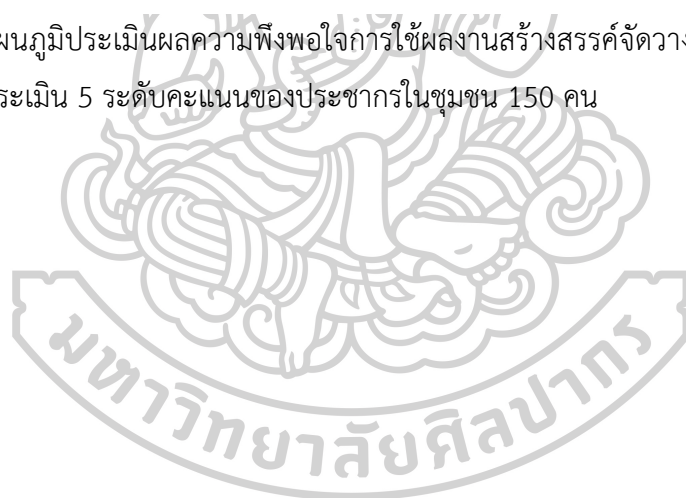 ผนภูมิประเมินผลความพึงพอใจการใช้ผลงานสร้างสรรค์จัดวาง
ระเมิน 5 ระดับคะแนนของประชากรในชุมชน 150 คน
มหาวิทยาลัยศิลปากร